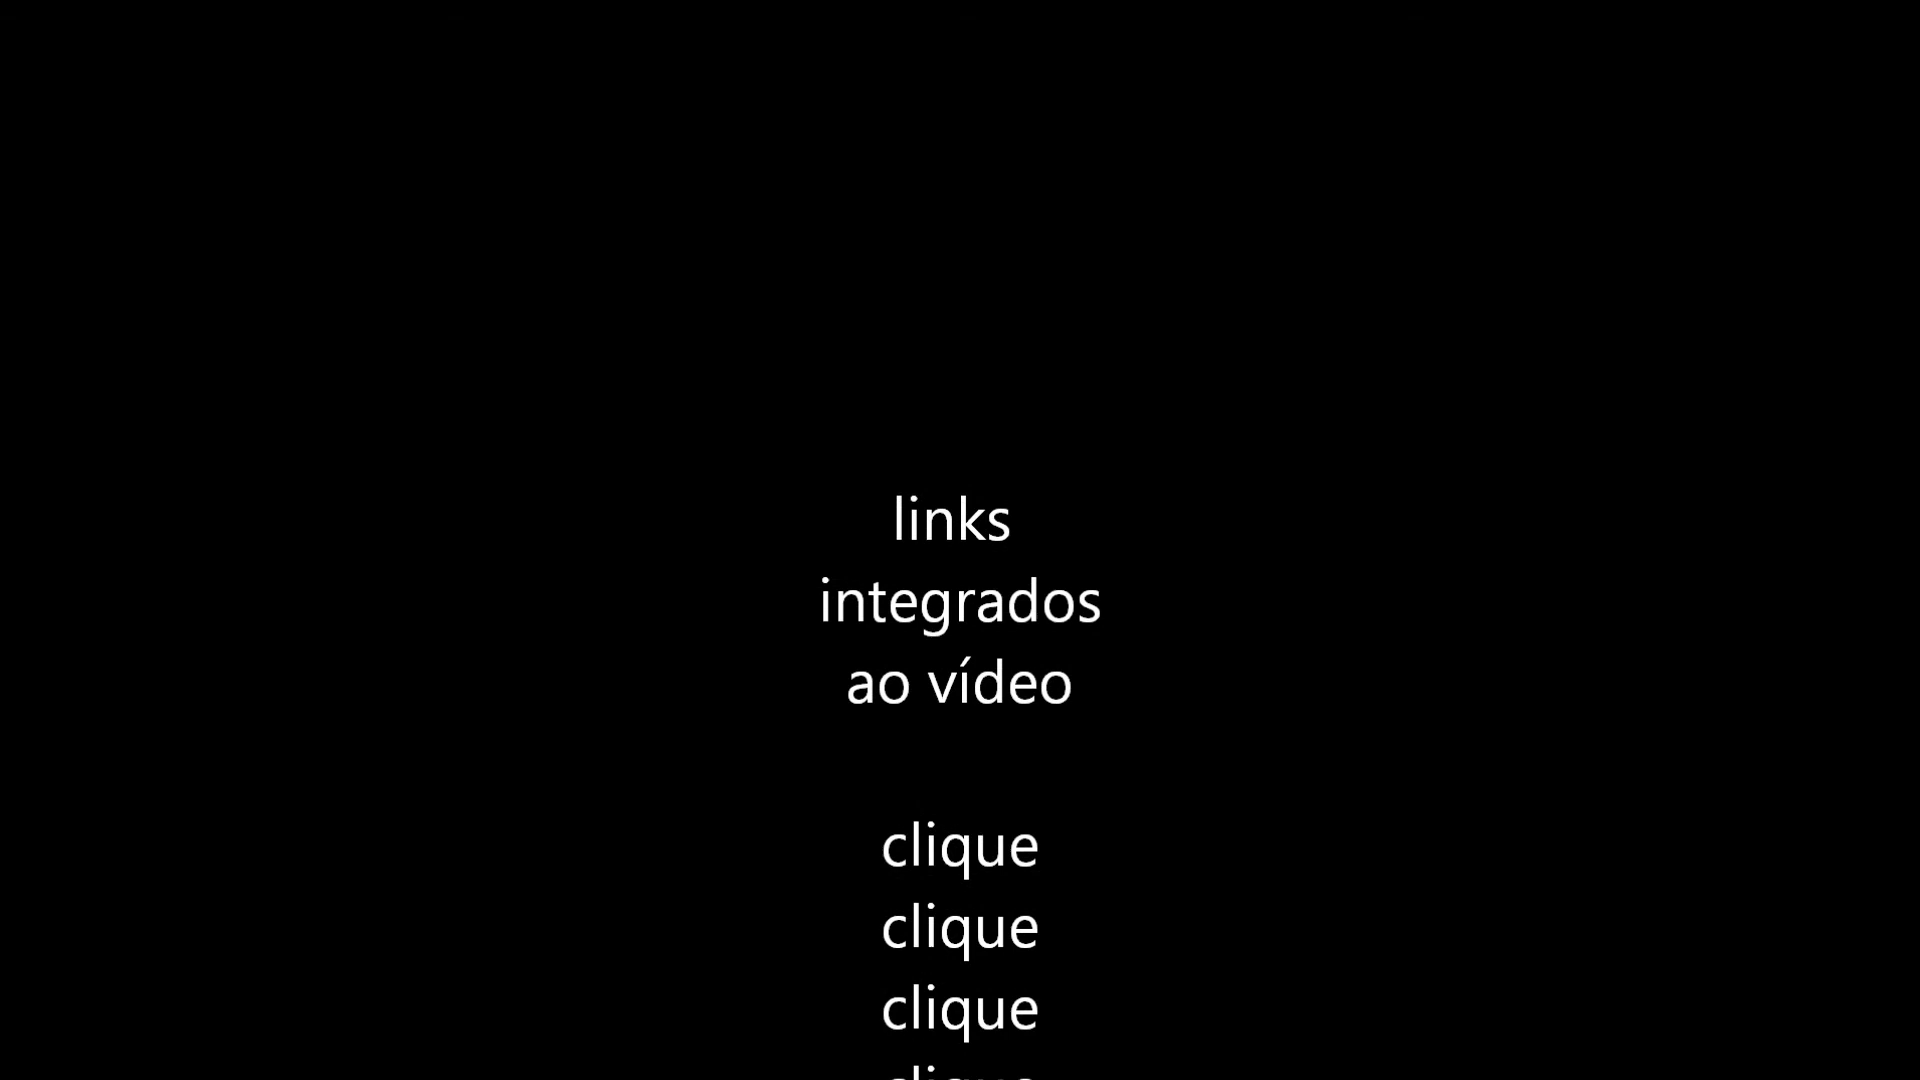 links
integrados
ao vídeo
clique
clique
clique